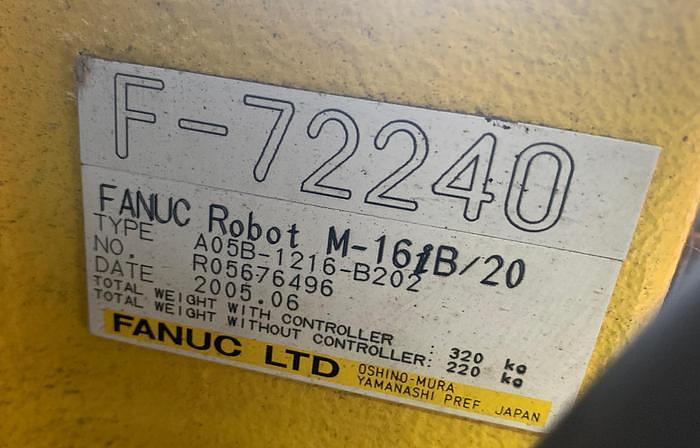 F-72240
FANUC Robot M-16iB/20
TYPE A05B-1216-B202
NO. R05676496
DATE 2005.06
TOTAL WEIGHT WITH CONTROLLER : 320 kg
TOTAL WEIGHT WITHOUT CONTROLLER: 220 kg
FANUC LTD OSHINO-MURA
YAMANASHI PREF. JAPAN